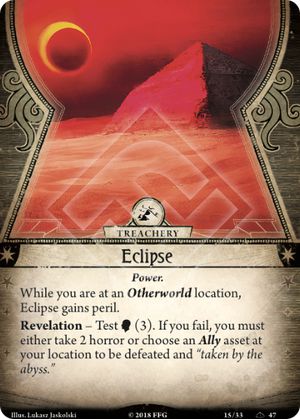 TREACHERY
Eclipse
Power.
While you are at an Otherworld location,
Eclipse gains peril.
Revelation – Test (3). If you fail, you must
either take 2 horror or choose an Ally asset at
your location to be defeated and "taken by the
abyss."
Illus. Lukasz Jaskolski
© 2018 FFG
15/33
47